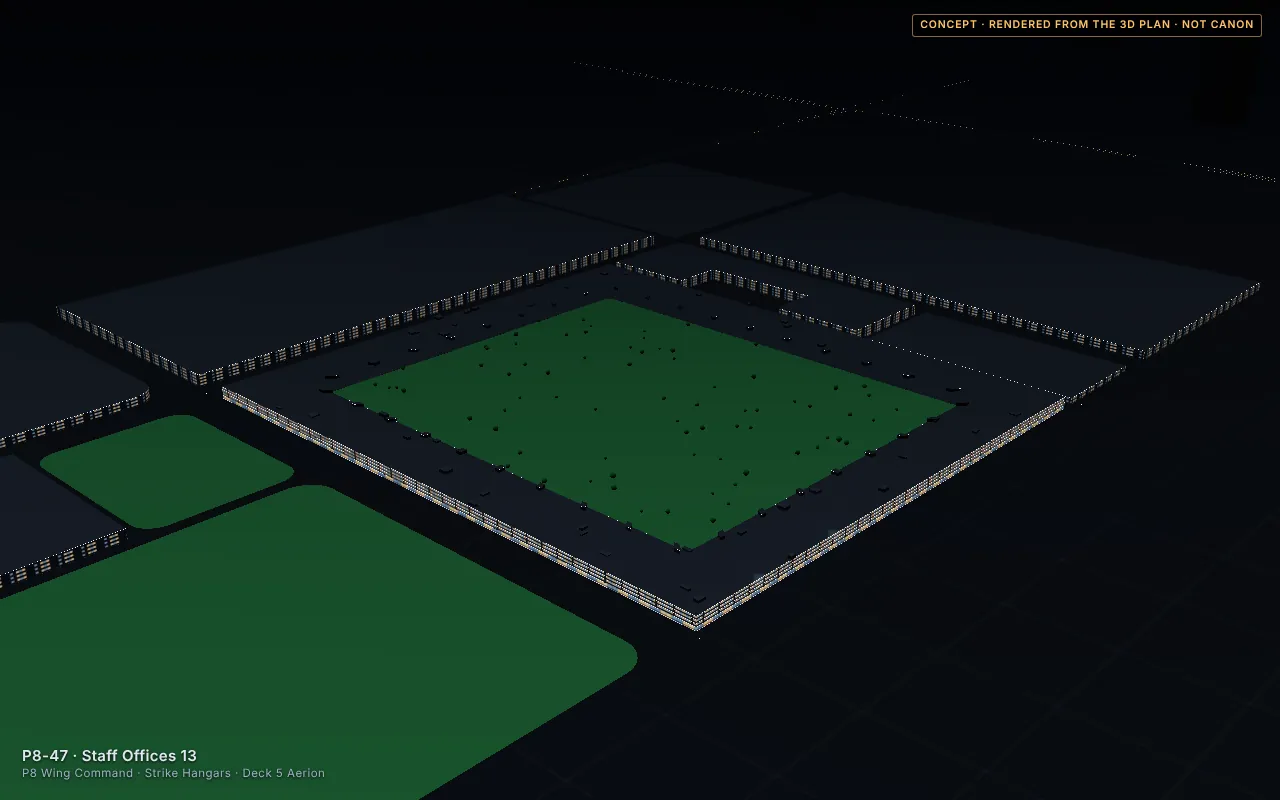 CONCEPT · RENDERED FROM THE 3D PLAN · NOT CANON
P8-47 · Staff Offices 13
P8 Wing Command · Strike Hangars · Deck 5 Aerion